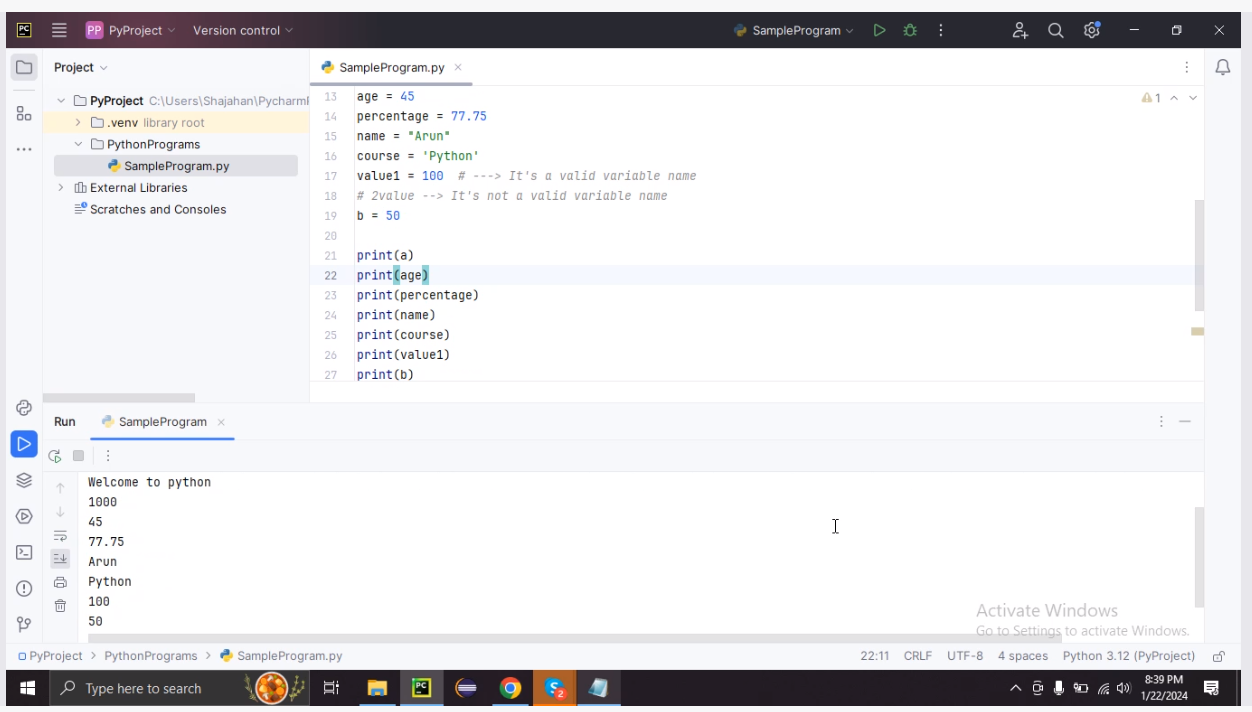 PC PP PyProject Version control SampleProgram
Project
PyProject C:\Users\Shajahan\Pycharm
.venv library root
PythonPrograms
SampleProgram.py
External Libraries
Scratches and Consoles
SampleProgram.py
1
13 age = 45
14 percentage = 77.75
15 name = "Arun"
16 course = 'Python'
17 value1 = 100 # ---> It's a valid variable name
18 # 2value --> It's not a valid variable name
19 b = 50
20
21 print(a)
22 print(age)
23 print(percentage)
24 print(name)
25 print(course)
26 print(value1)
27 print(b)
Run SampleProgram
Welcome to python
1000
45
77.75
Arun
Python
100
50
Activate Windows
Go to Settings to activate Windows.
PyProject > PythonPrograms > SampleProgram.py 22:11 CRLF UTF-8 4 spaces Python 3.12 (PyProject)
Type here to search PC S 2 8:39 PM
1/22/2024